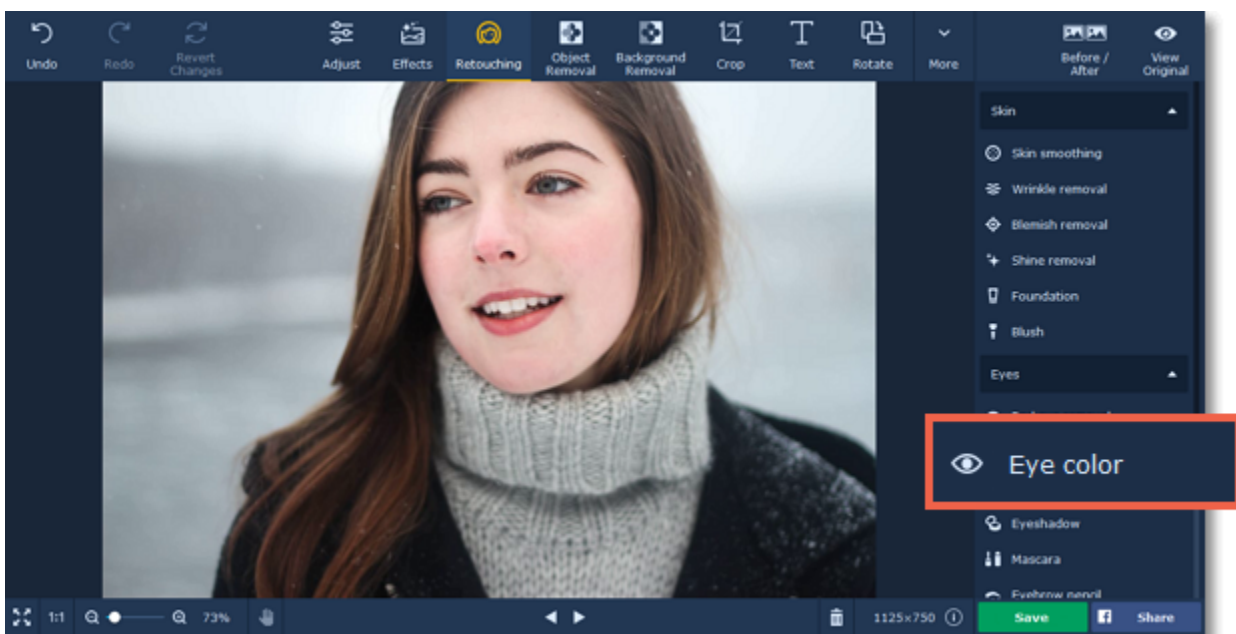 Undo
Redo
Revert
Changes
Adjust
Effects
Retouching
Object
Removal
Background
Removal
Crop
Text
Rotate
More
Before /
After
View
Original
Skin
Skin smoothing
Wrinkle removal
Blemish removal
Shine removal
Foundation
Blush
Eyes
Eye color
Eyeshadow
Mascara
Eyebrow pencil
1:1
73%
1125×750
Save
Share